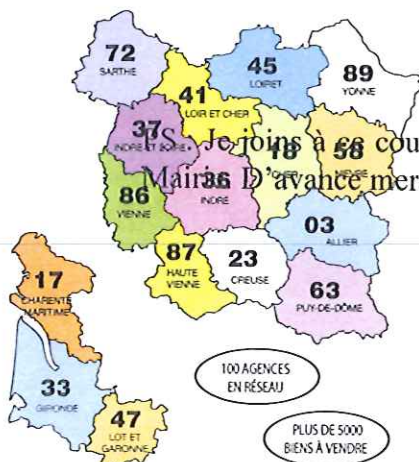 72
SARTHE
45
LOIRET
89
YONNE
41
LOIR ET CHER
37
INDRE ET LOIRE
PS : Je joins à ce cou
18
CHER
58
NIEVRE
86
VIENNE
36
INDRE
Mairie. D'avance mer
03
ALLIER
87
HAUTE
VIENNE
23
CREUSE
63
PUY-DE-DÔME
17
CHARENTE
MARITIME
100 AGENCES
EN RÉSEAU
33
GIRONDE
47
LOT ET
GARONNE
PLUS DE 5000
BIENS À VENDRE